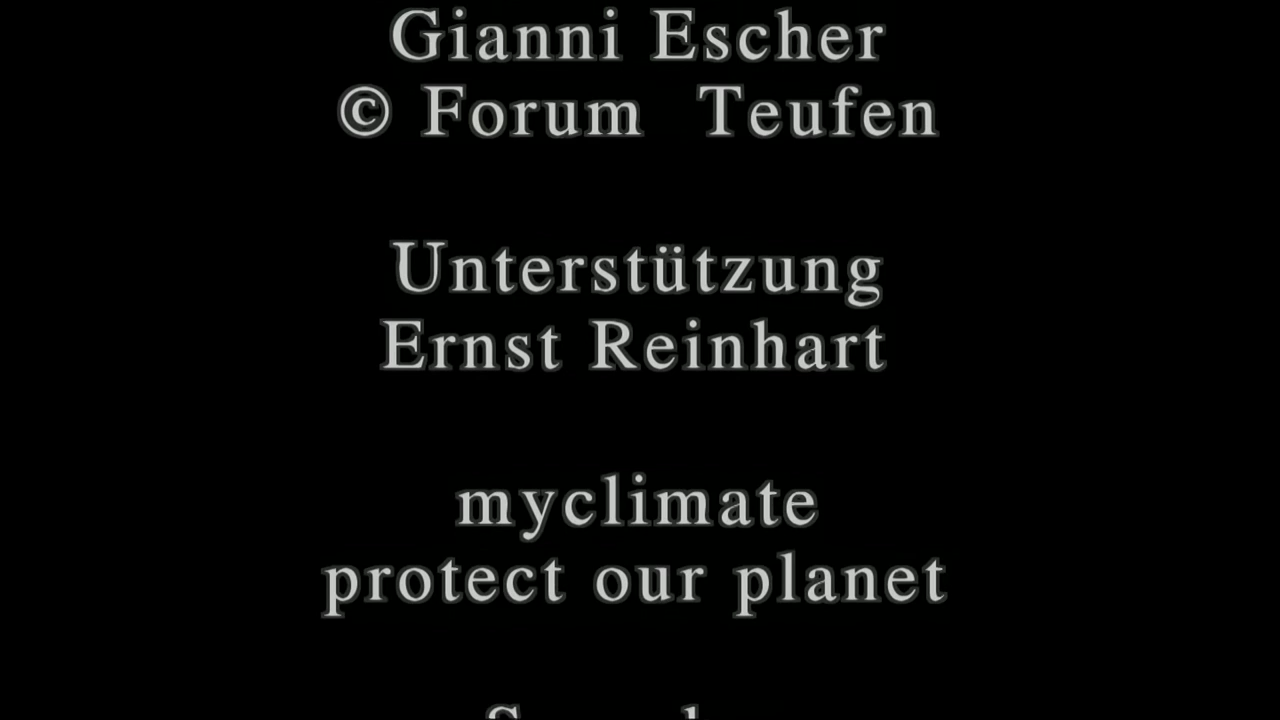 Gianni Escher
© Forum Teufen
Unterstützung
Ernst Reinhart
myclimate
protect our planet